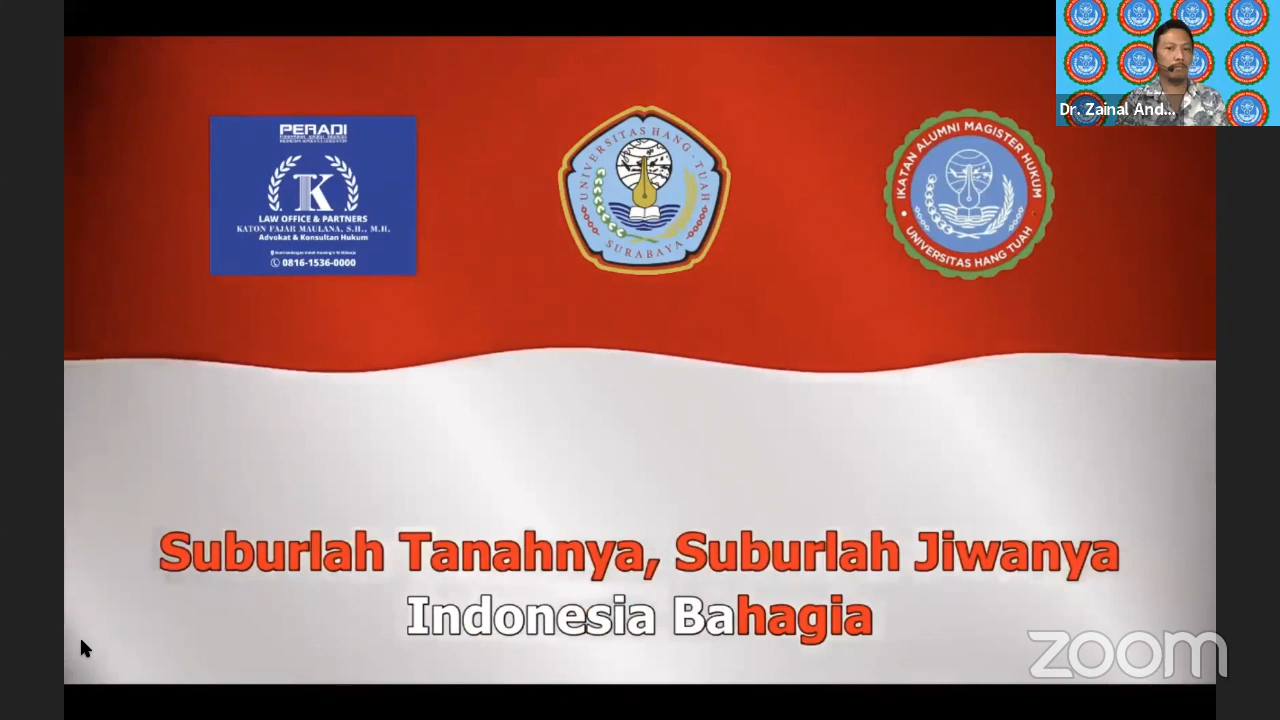 PERADI
LAW OFFICE & PARTNERS
KATON FAJAR MAULANA, S.H., M.H.
Advokat & Konsultan Hukum
0816-1536-0000
UNIVERSITAS HANG - TUAH
SURABAYA
IKATAN ALUMNI MAGISTER HUKUM
UNIVERSITAS HANG TUAH
Dr. Zainal And...
Suburlah Tanahnya, Suburlah Jiwanya
Indonesia Bahagia
zoom